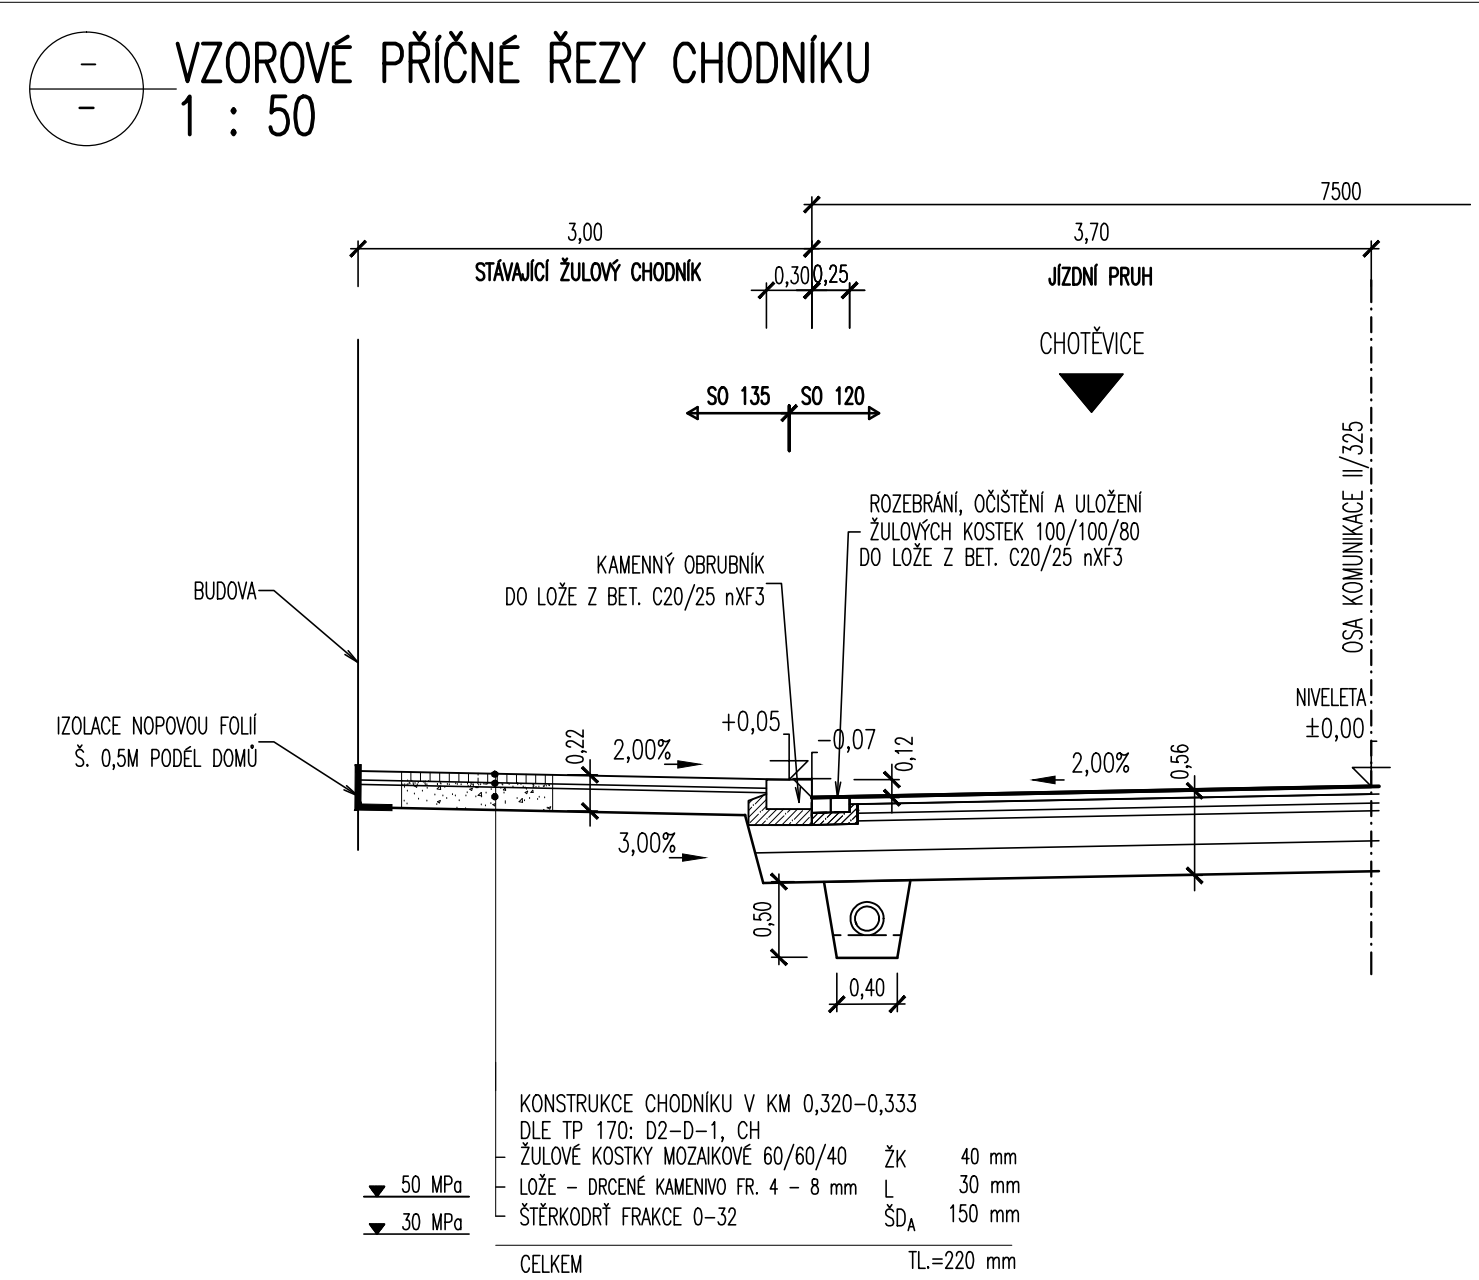 VZOROVÉ PŘÍČNÉ ŘEZY CHODNÍKU
1 : 50
7500
3,00
3,70
STÁVAJÍCÍ ŽULOVÝ CHODNÍK
0,30
0,25
JÍZDNÍ PRUH
CHOTĚVICE
SO 135
SO 120
OSA KOMUNIKACE II/325
ROZEBRÁNÍ, OČIŠTĚNÍ A ULOŽENÍ
ŽULOVÝCH KOSTEK 100/100/80
DO LOŽE Z BET. C20/25 nXF3
KAMENNÝ OBRUBNÍK
DO LOŽE Z BET. C20/25 nXF3
BUDOVA
IZOLACE NOPOVOU FOLIÍ
Š. 0,5M PODÉL DOMŮ
NIVELETA
±0,00
+0,05
-0,07
0,22
2,00%
0,12
2,00%
0,56
3,00%
0,50
0,40
KONSTRUKCE CHODNÍKU V KM 0,320-0,333
DLE TP 170: D2-D-1, CH
ŽULOVÉ KOSTKY MOZAIKOVÉ 60/60/40 ŽK 40 mm
50 MPa LOŽE - DRCENÉ KAMENIVO FR. 4 - 8 mm L 30 mm
30 MPa ŠTĚRKODRŤ FRAKCE 0-32 ŠDA 150 mm
CELKEM TL.=220 mm